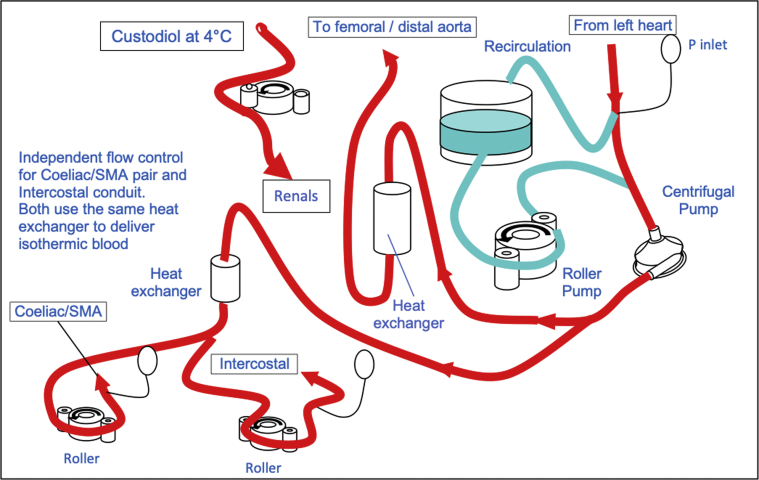 Custodiol at 4°C
To femoral / distal aorta
From left heart
Recirculation
P inlet
Independent flow control
for Coeliac/SMA pair and
Intercostal conduit.
Both use the same heat
exchanger to deliver
isothermic blood
Renals
Centrifugal
Pump
Heat
exchanger
Roller
Pump
Heat
exchanger
Coeliac/SMA
Intercostal
Roller
Roller